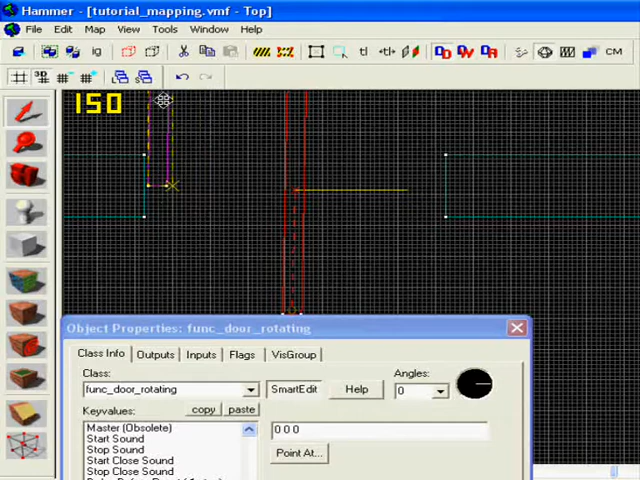 Hammer - [tutorial_mapping.vmf - Top]
File Edit Map View Tools Window Help
CM
3D
150
Object Properties: func_door_rotating
Class Info Outputs Inputs Flags VisGroup
Class: Angles:
func_door_rotating SmartEdit Help 0
Keyvalues: copy paste
Master (Obsolete) 0 0 0
Start Sound
Stop Sound Point At...
Start Close Sound
Stop Close Sound